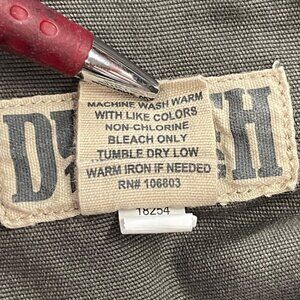 MACHINE WASH WARM
WITH LIKE COLORS
NON-CHLORINE
BLEACH ONLY
TUMBLE DRY LOW
WARM IRON IF NEEDED
RN# 106803
18254